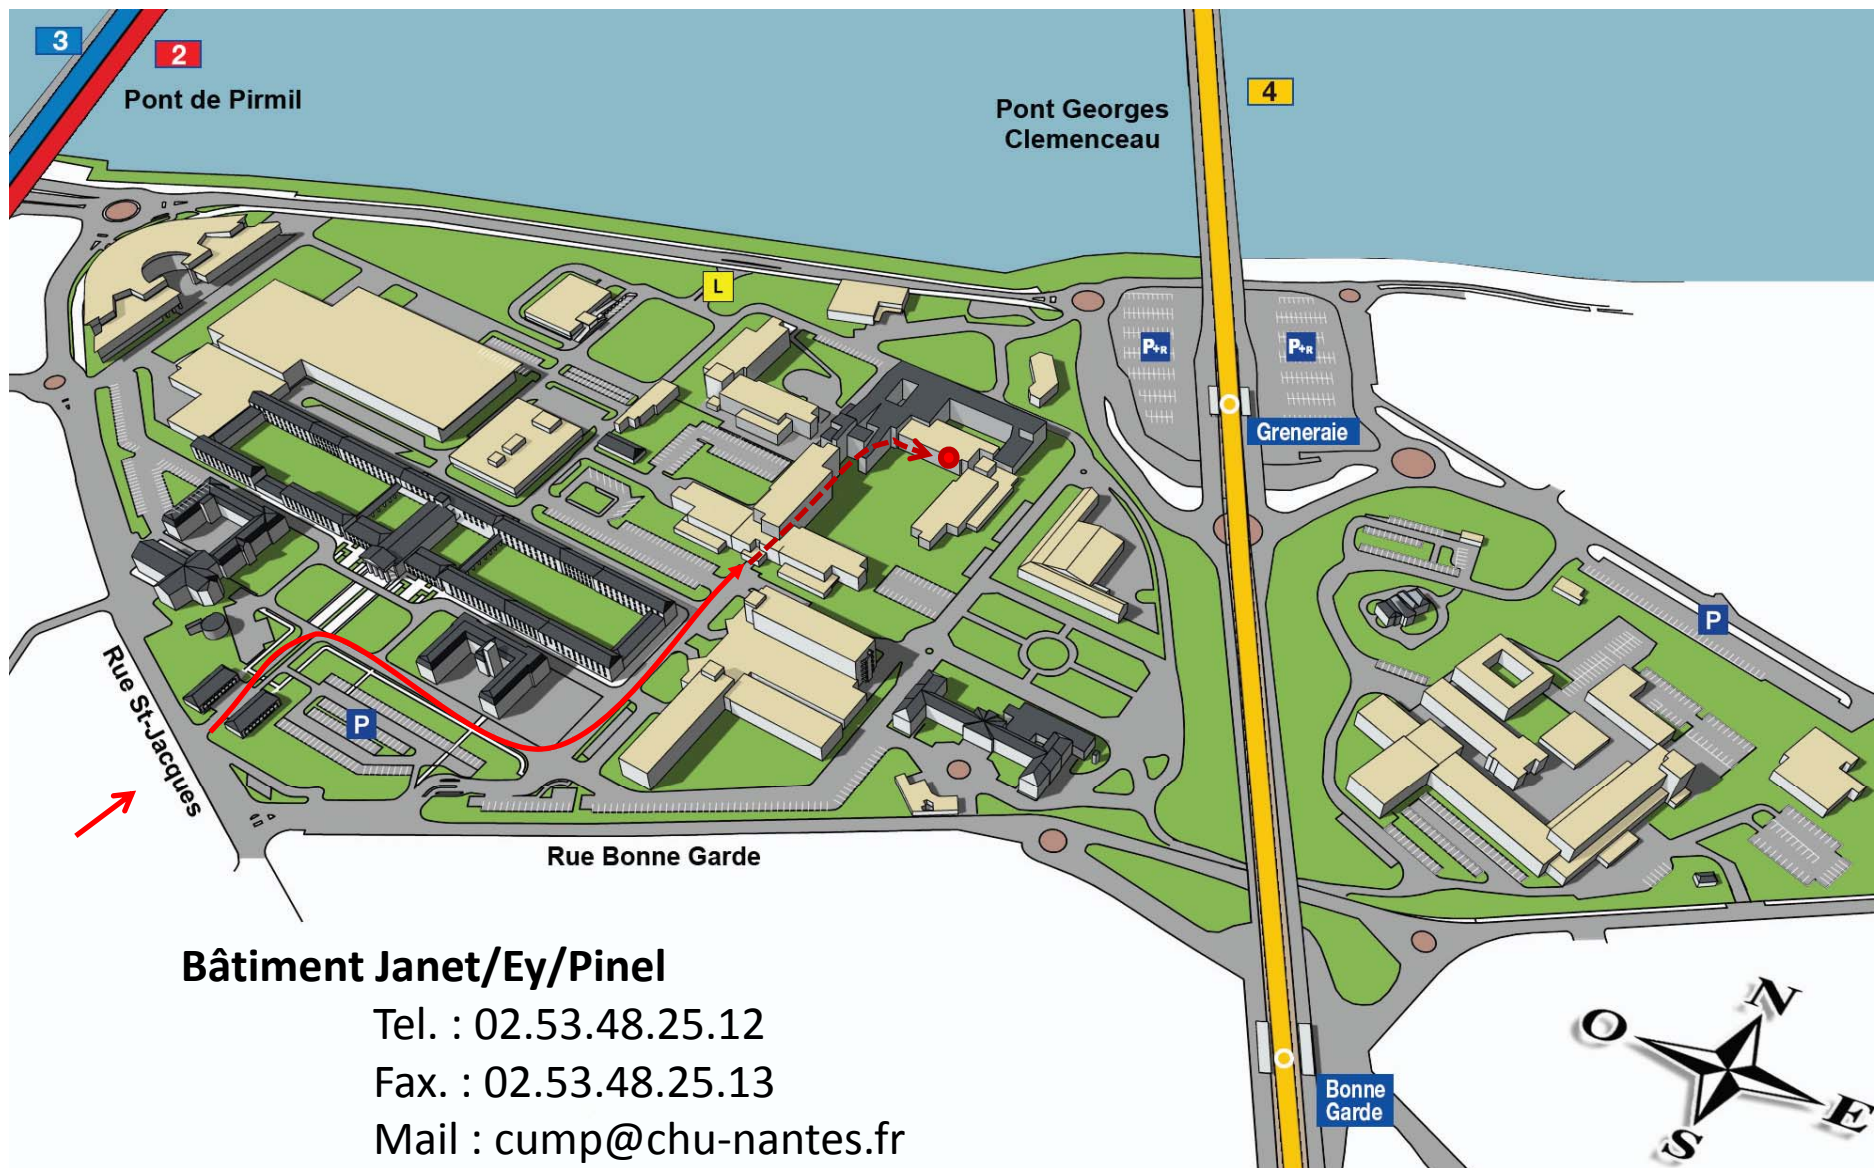 3
2
Pont de Pirmil
Pont Georges
Clemenceau
4
L
P+R
P+R
Greneraie
P
P
Rue St-Jacques
Rue Bonne Garde
Bâtiment Janet/Ey/Pinel
Tel. : 02.53.48.25.12
Fax. : 02.53.48.25.13
Mail : cump@chu-nantes.fr
Bonne
Garde
N
O
E
S